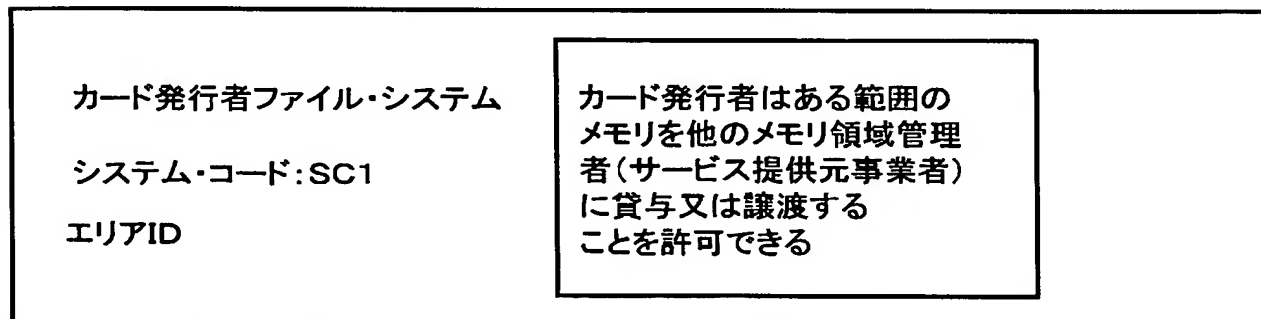 カード発行者ファイル・システム
システム・コード:SC1
エリアID
カード発行者はある範囲の
メモリを他のメモリ領域管理
者(サービス提供元事業者)
に貸与又は譲渡する
ことを許可できる